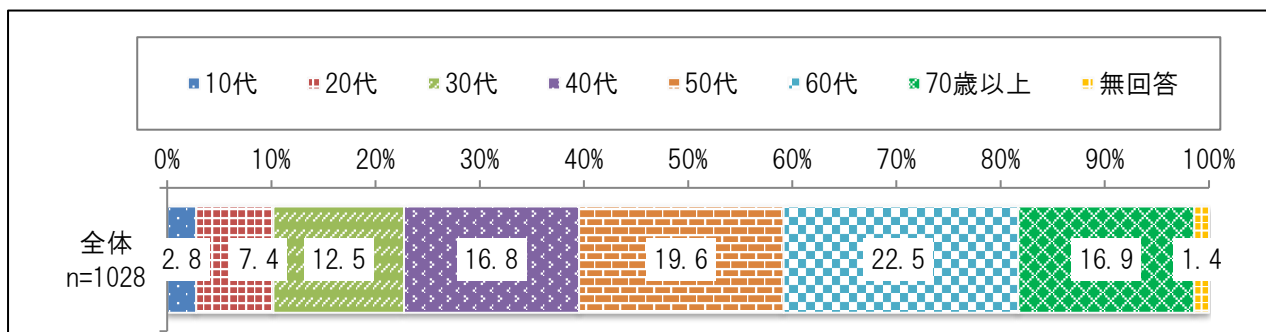 10代 20代 30代 40代 50代 60代 70歳以上 無回答
0% 10% 20% 30% 40% 50% 60% 70% 80% 90% 100%
全体
n=1028
2.8 7.4 12.5 16.8 19.6 22.5 16.9 1.4